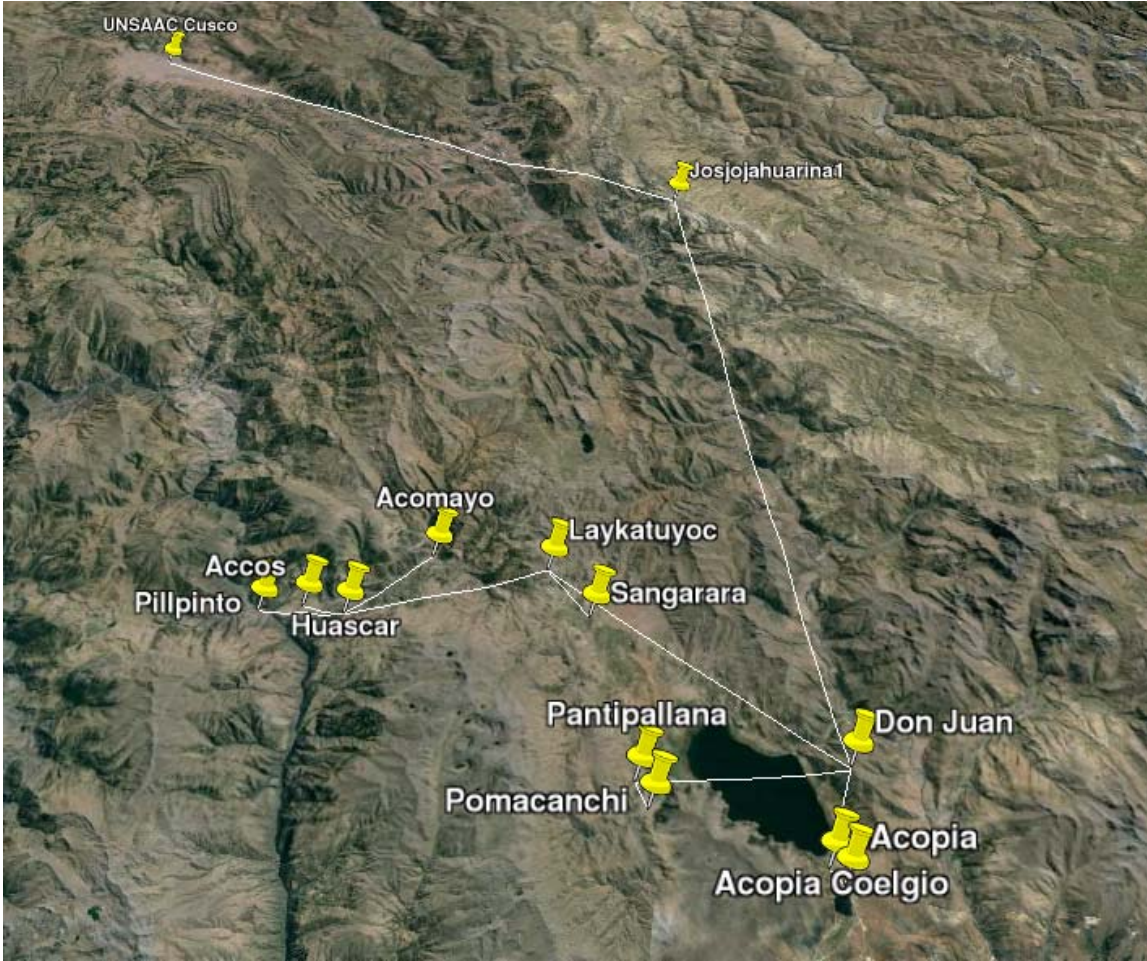 UNSAAC Cusco
Josjojahuarina1
Acomayo
Laykatuyoc
Accos
Sangarara
Pillpinto
Huascar
Pantipallana
Don Juan
Pomacanchi
Acopia
Acopia Coelgio